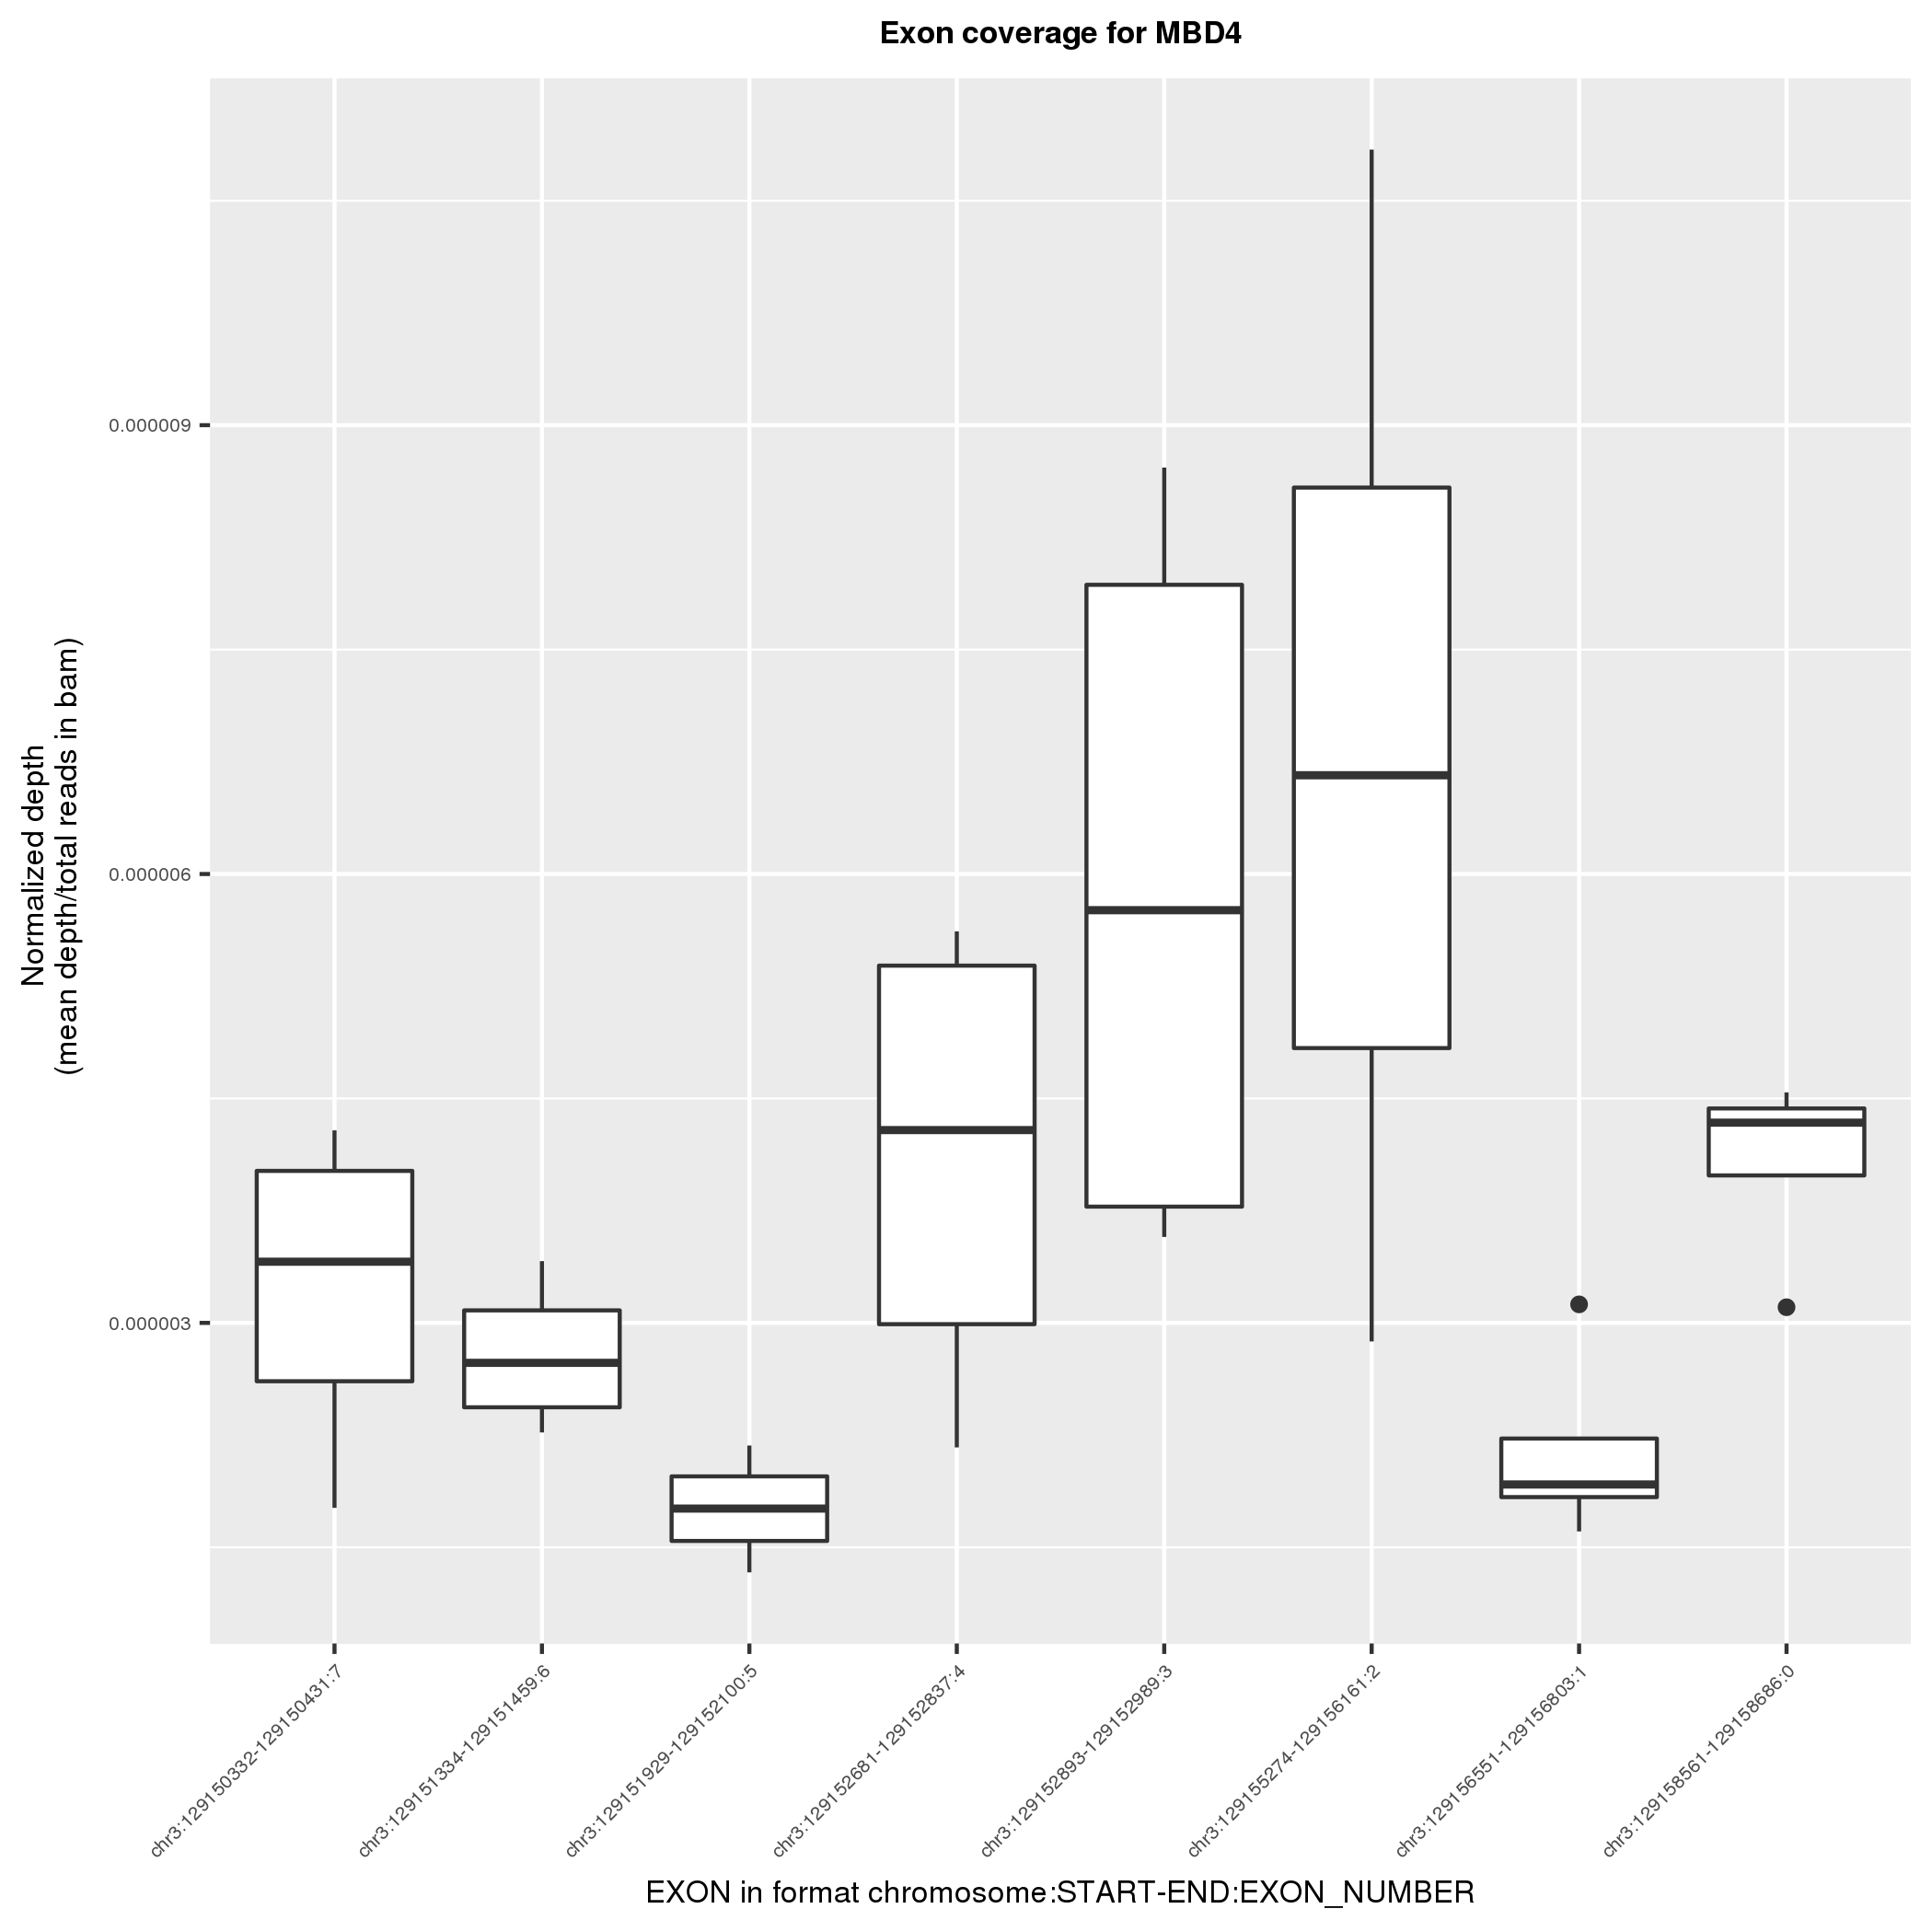 Exon coverage for MBD4
Normalized depth
(mean depth/total reads in bam)
0.000009
0.000006
0.000003
chr3:129150332-129150431:7
chr3:129151334-129151459:6
chr3:129151929-129152100:5
chr3:129152681-129152837:4
chr3:129152893-129152989:3
chr3:129155274-129156161:2
chr3:129156551-129156803:1
chr3:129158561-129158686:0
EXON in format chromosome:START-END:EXON_NUMBER